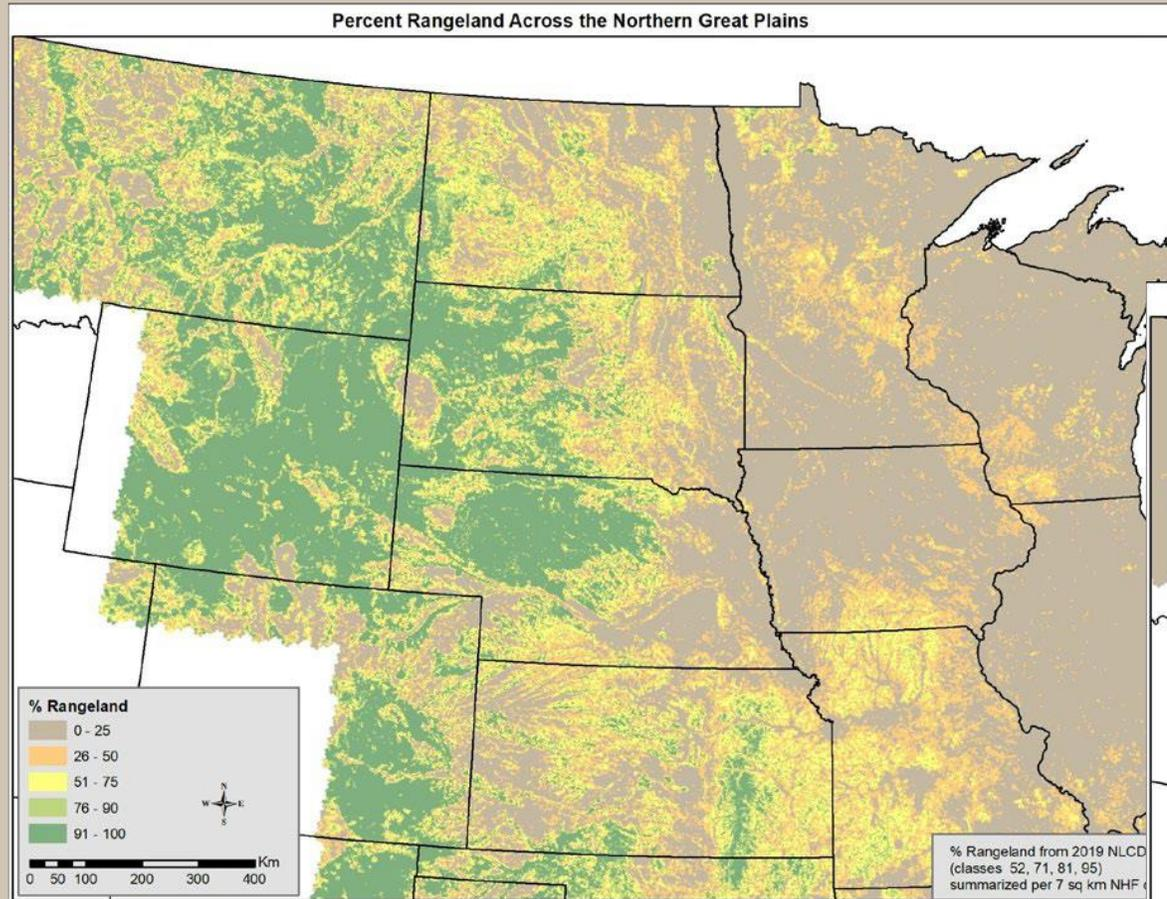 Percent Rangeland Across the Northern Great Plains
% Rangeland
0 - 25
26 - 50
51 - 75
76 - 90
91 - 100
N
W E
S
Km
0 50 100 200 300 400
% Rangeland from 2019 NLCD
(classes 52, 71, 81, 95)
summarized per 7 sq km NHF